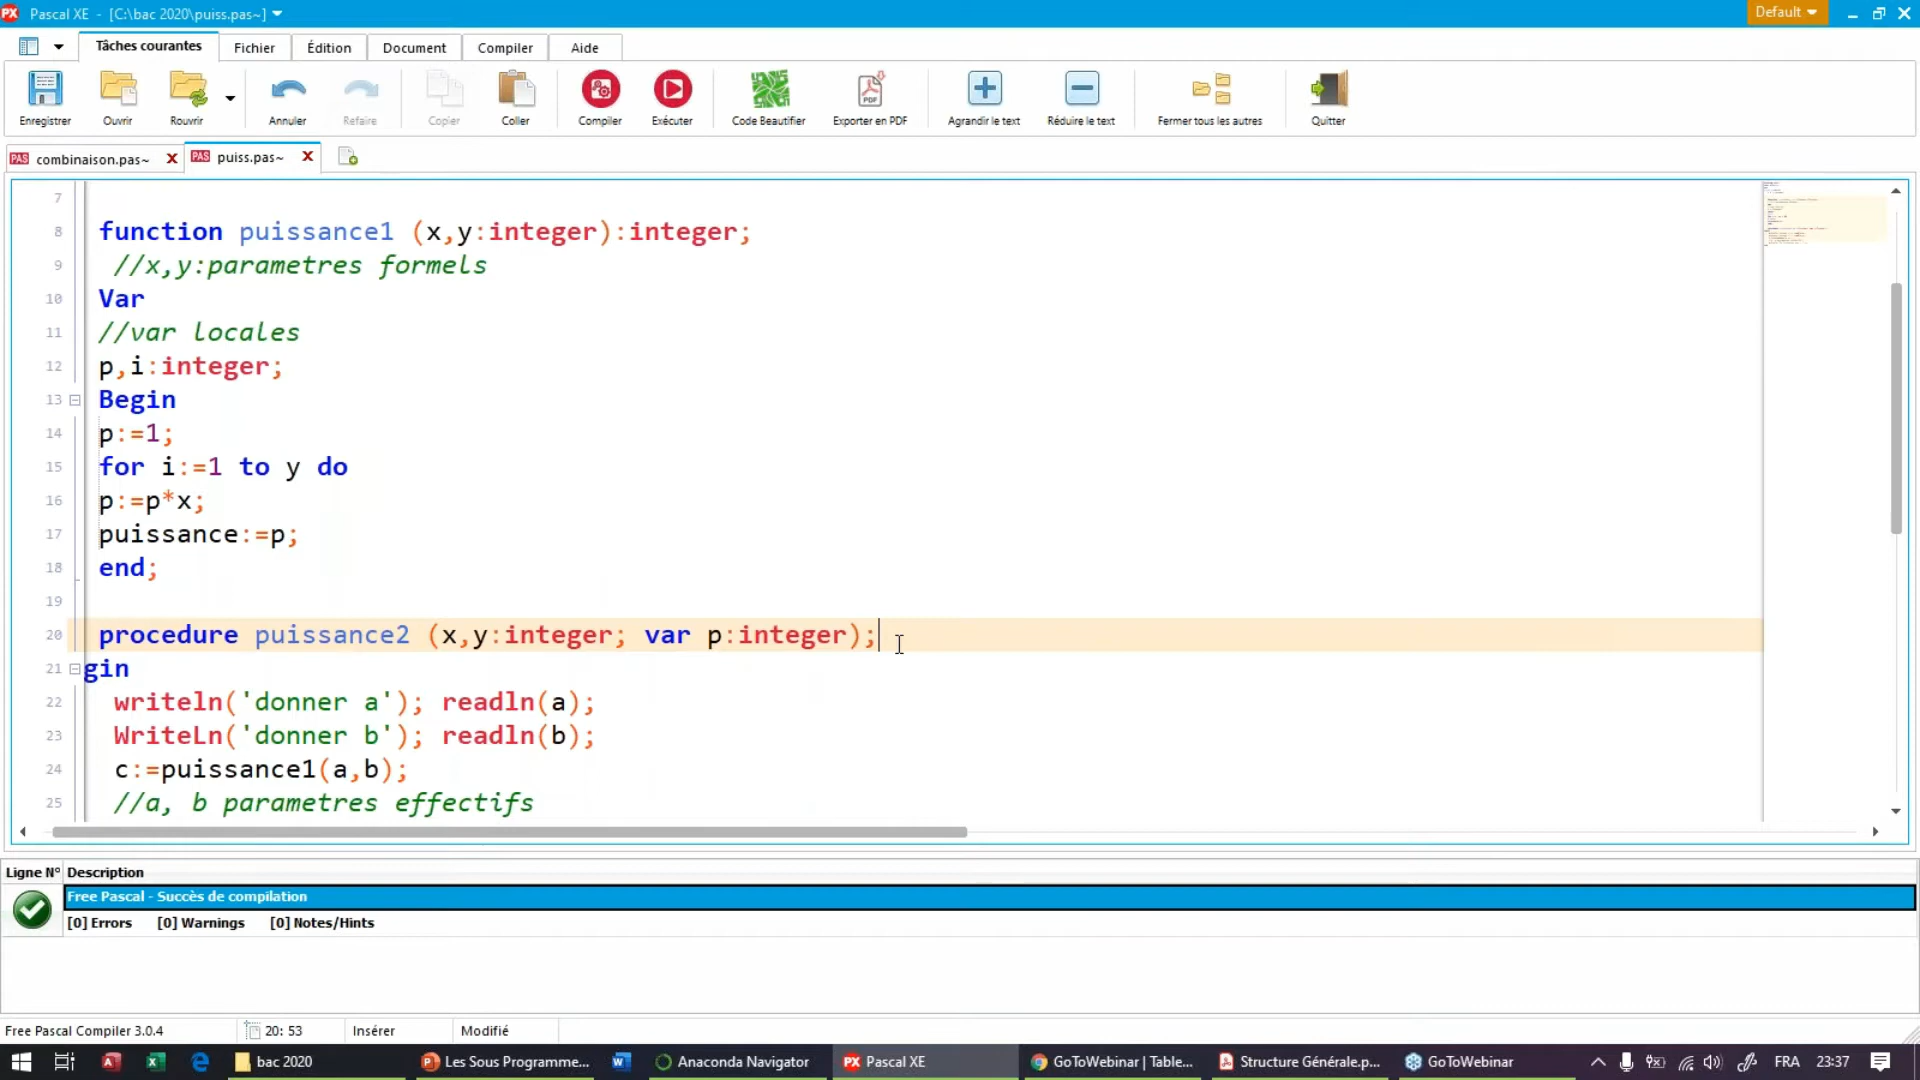 Pascal XE - [C:\bac 2020\puiss.pas~]
Default
Tâches courantes
Fichier
Édition
Document
Compiler
Aide
Enregistrer
Ouvrir
Rouvrir
Annuler
Refaire
Copier
Coller
Compiler
Exécuter
Code Beautifier
Exporter en PDF
Agrandir le text
Réduire le text
Fermer tous les autres
Quitter
PAS combinaison.pas~ X
PAS puiss.pas~ X
7
8 function puissance1 (x,y:integer):integer;
9 //x,y:parametres formels
10 Var
11 //var locales
12 p,i:integer;
13 Begin
14 p:=1;
15 for i:=1 to y do
16 p:=p*x;
17 puissance:=p;
18 end;
19
20 procedure puissance2 (x,y:integer; var p:integer);
21 gin
22 writeln('donner a'); readln(a);
23 WriteLn('donner b'); readln(b);
24 c:=puissance1(a,b);
25 //a, b parametres effectifs
Ligne N° Description
Free Pascal - Succès de compilation
[0] Errors [0] Warnings [0] Notes/Hints
Free Pascal Compiler 3.0.4
20: 53
Insérer
Modifié
bac 2020
Les Sous Programme...
Anaconda Navigator
PX Pascal XE
GoToWebinar | Table...
Structure Générale.p...
GoToWebinar
FRA
23:37